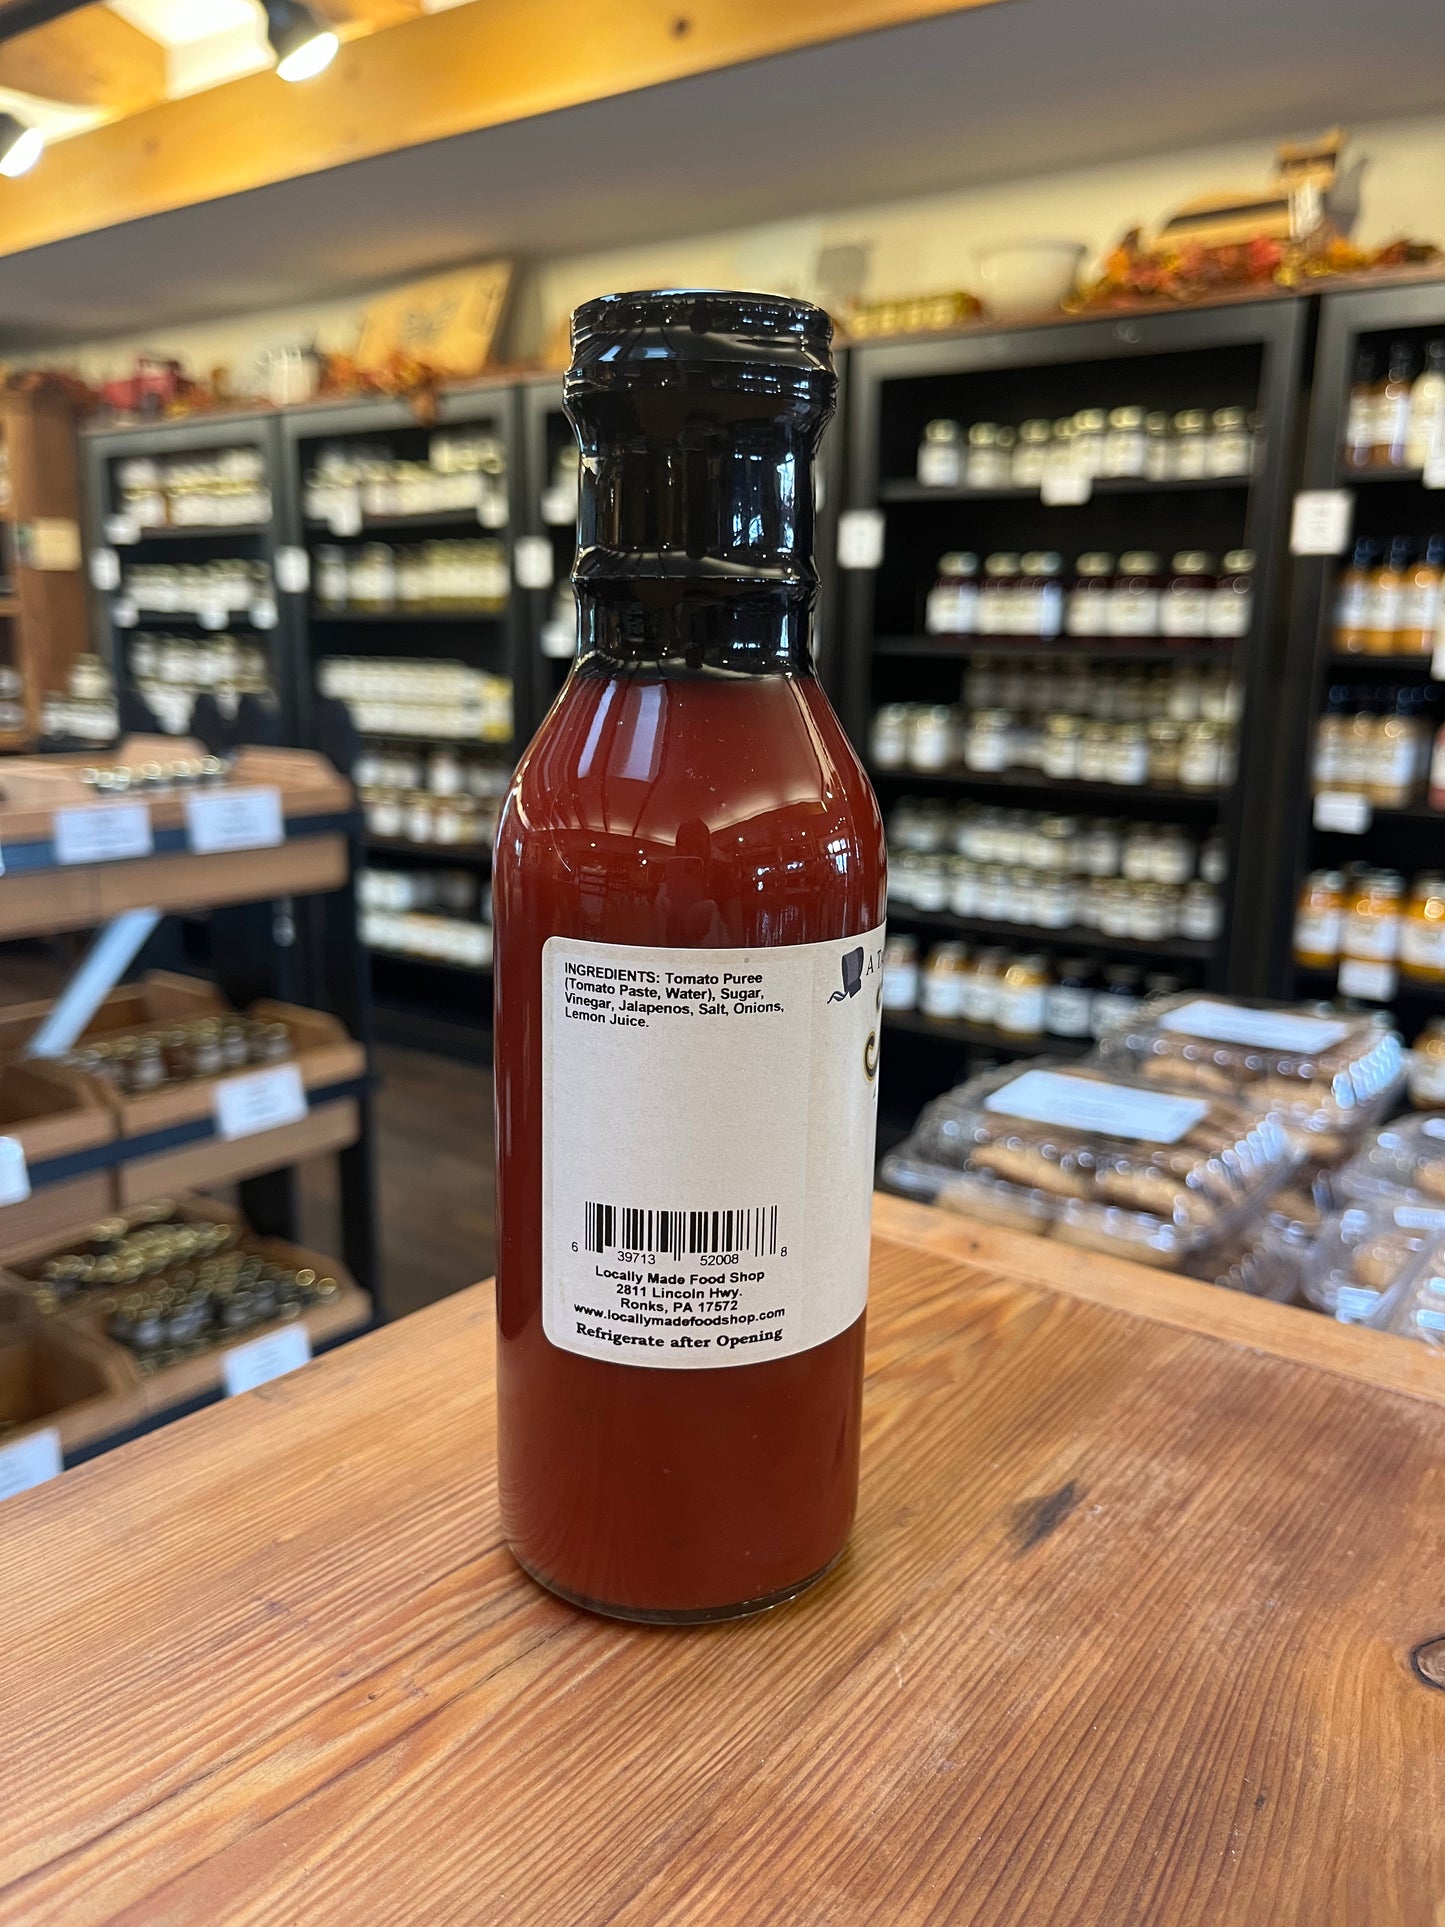 INGREDIENTS: Tomato Puree
(Tomato Paste, Water), Sugar,
Vinegar, Jalapenos, Salt, Onions,
Lemon Juice.
A
6 39713 52008 8
Locally Made Food Shop
2811 Lincoln Hwy.
Ronks, PA 17572
www.locallymadefoodshop.com
Refrigerate after Opening